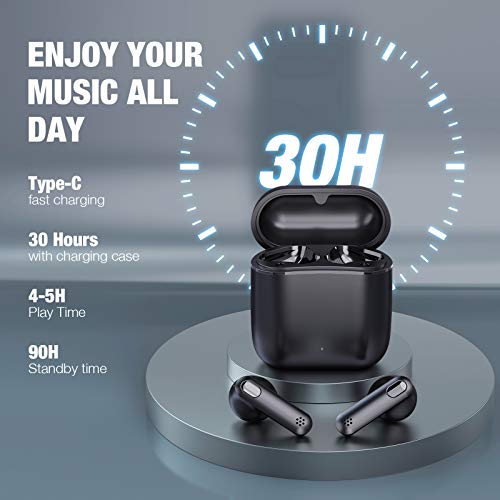 ENJOY YOUR
MUSIC ALL
DAY
30H
Type-C
fast charging
30 Hours
with charging case
4-5H
Play Time
90H
Standby time